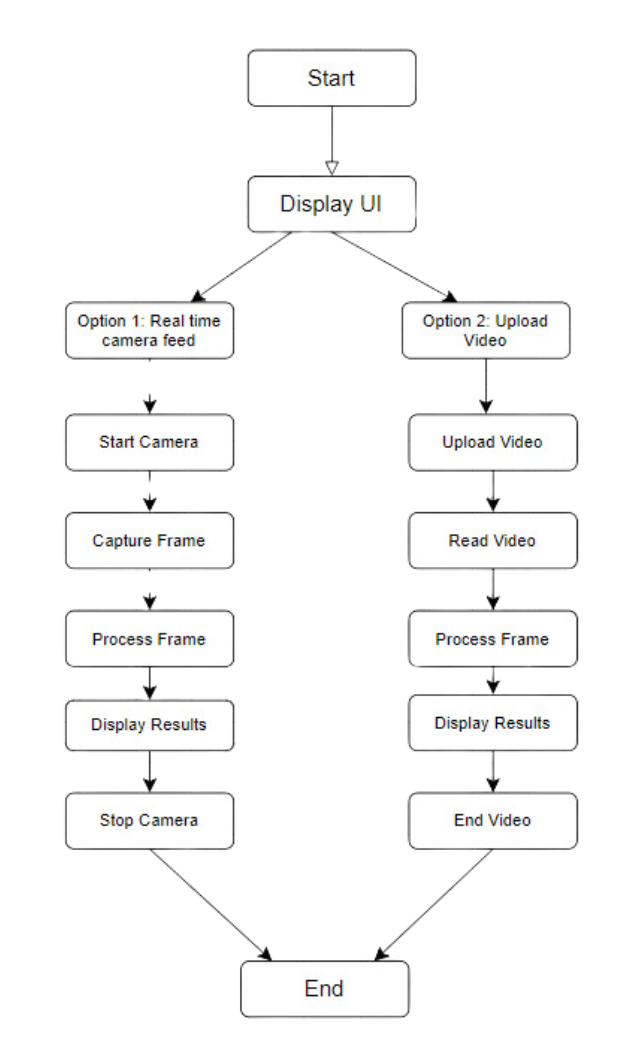 Start
Display UI
Option 1: Real time
camera feed
Option 2: Upload
Video
Start Camera
Upload Video
Capture Frame
Read Video
Process Frame
Process Frame
Display Results
Display Results
Stop Camera
End Video
End